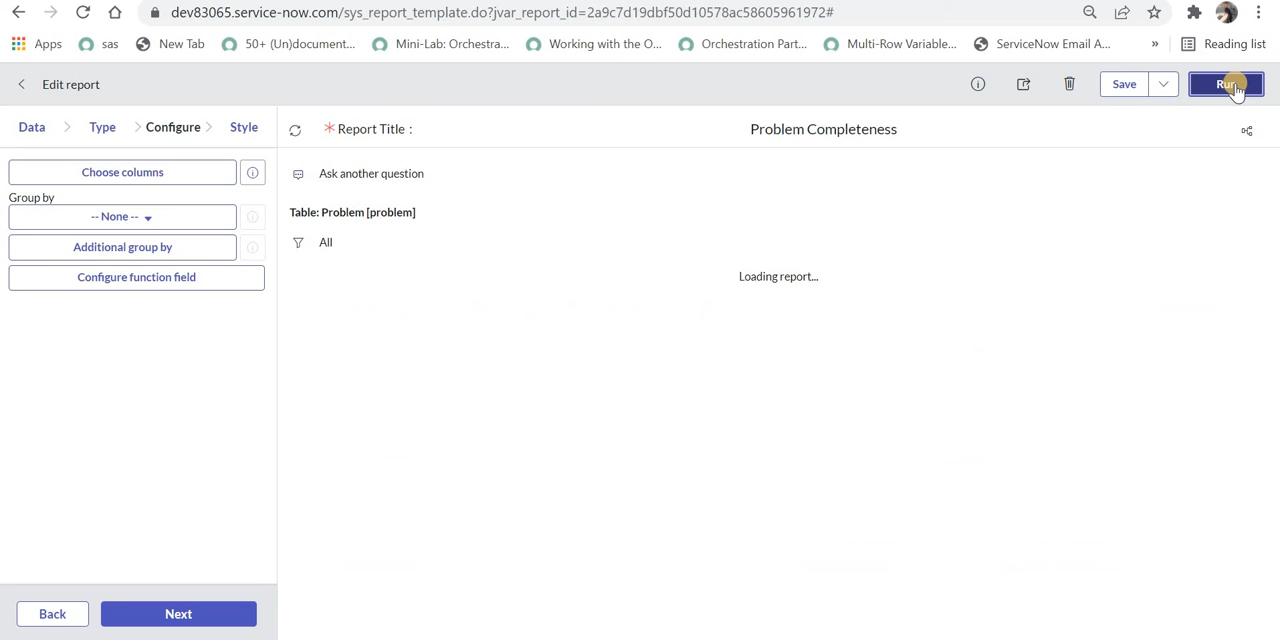 dev83065.service-now.com/sys_report_template.do?jvar_report_id=2a9c7d19dbf50d10578ac58605961972#
Apps sas New Tab 50+ (Un)document... Mini-Lab: Orchestra... Working with the O... Orchestration Part... Multi-Row Variable... ServiceNow Email A... » Reading list
Edit report Save Run
Data Type Configure Style Report Title : Problem Completeness
Choose columns Ask another question
Group by
-- None --
Table: Problem [problem]
Additional group by All
Configure function field Loading report...
Back Next